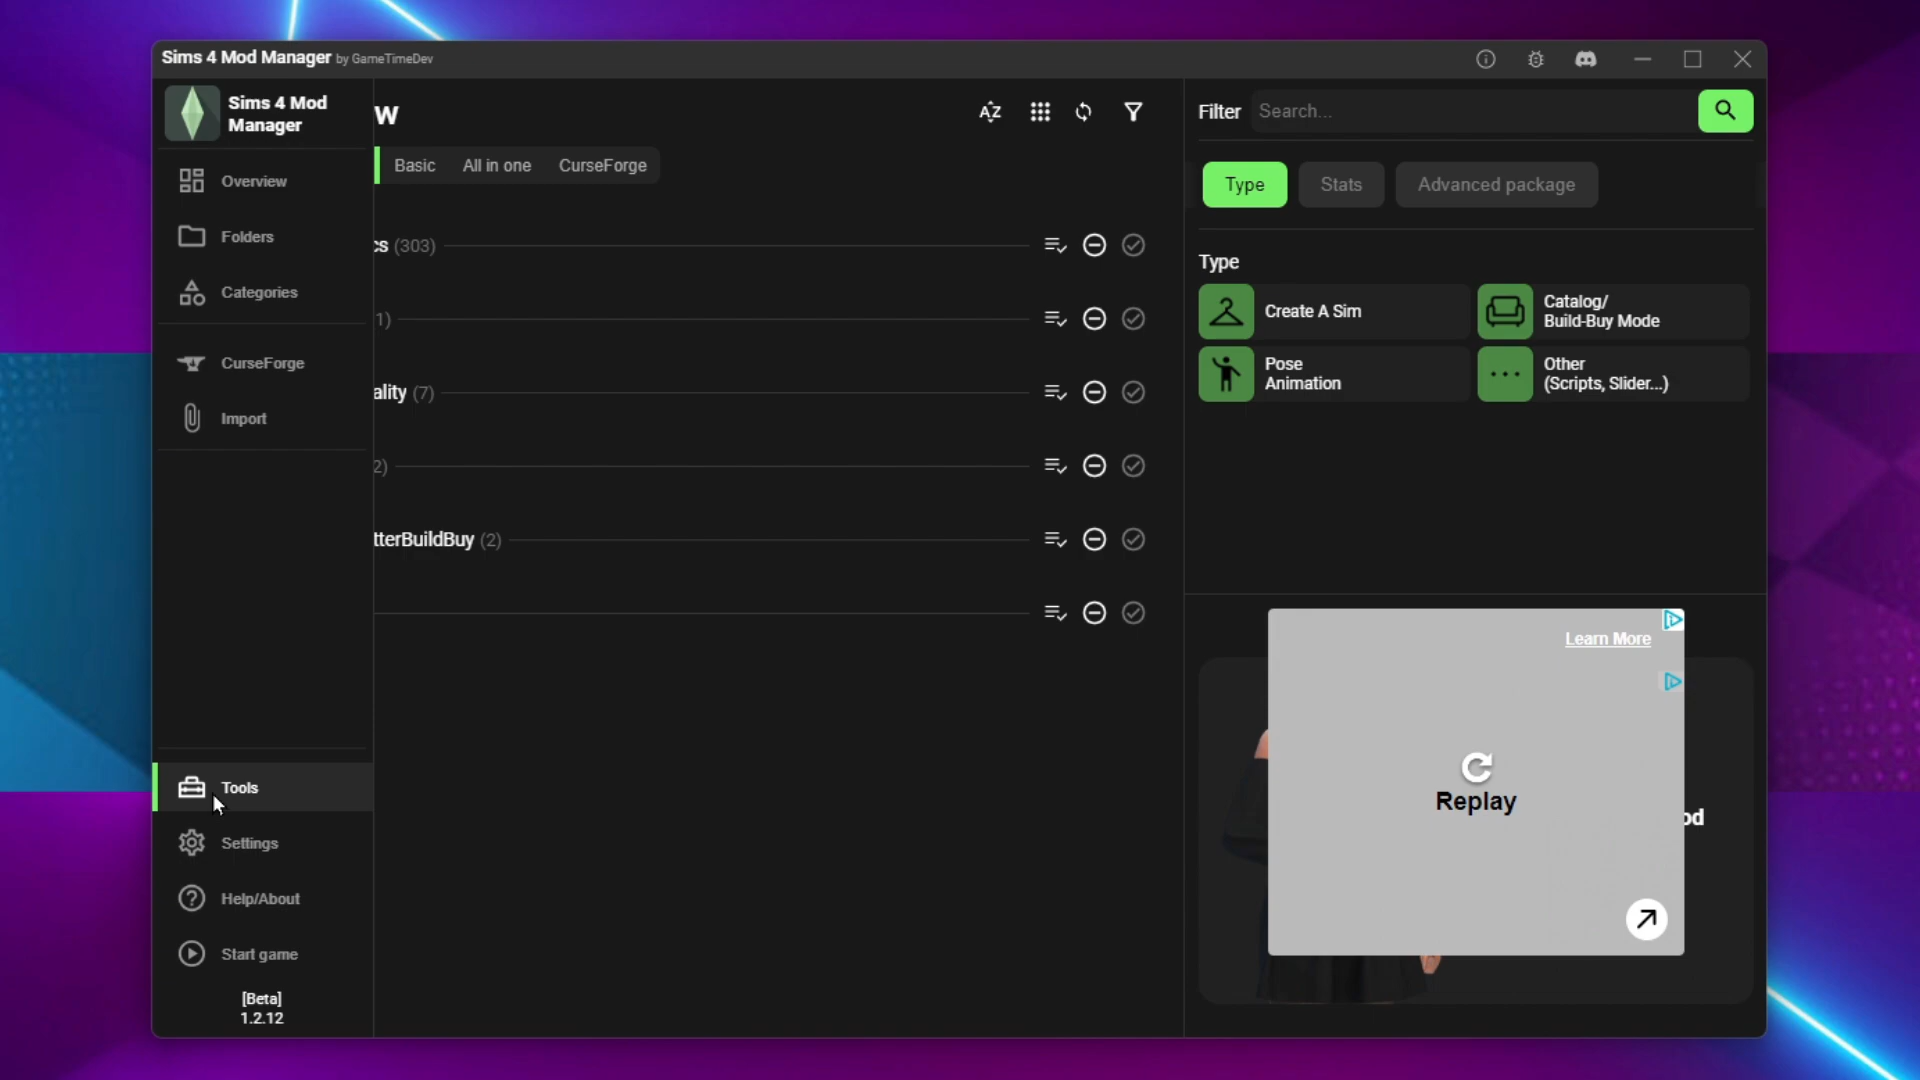 Sims 4 Mod Manager by GameTimeDev
Sims 4 Mod
Manager
Overview
Folders
Categories
CurseForge
Import
Tools
Settings
Help/About
Start game
[Beta]
1.2.12
w
AZ
Basic All in one CurseForge
cs (303)
1)
ality (7)
2)
tterBuildBuy (2)
Filter Search...
Type Stats Advanced package
Type
Create A Sim
Catalog/
Build-Buy Mode
Pose
Animation
Other
(Scripts, Slider...)
Learn More
Replay
od